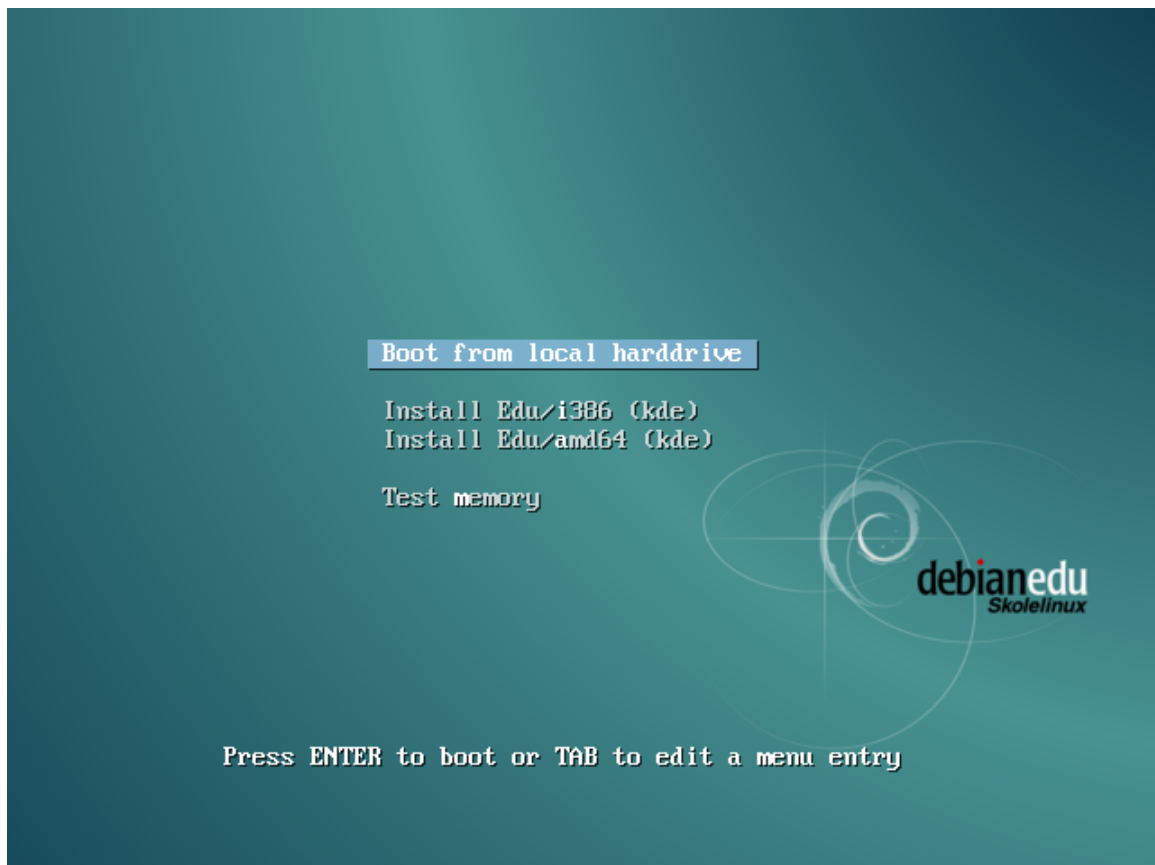 Boot from local harddrive
Install Edu/i386 (kde)
Install Edu/amd64 (kde)
Test memory
debianedu
Skolelinux
Press ENTER to boot or TAB to edit a menu entry